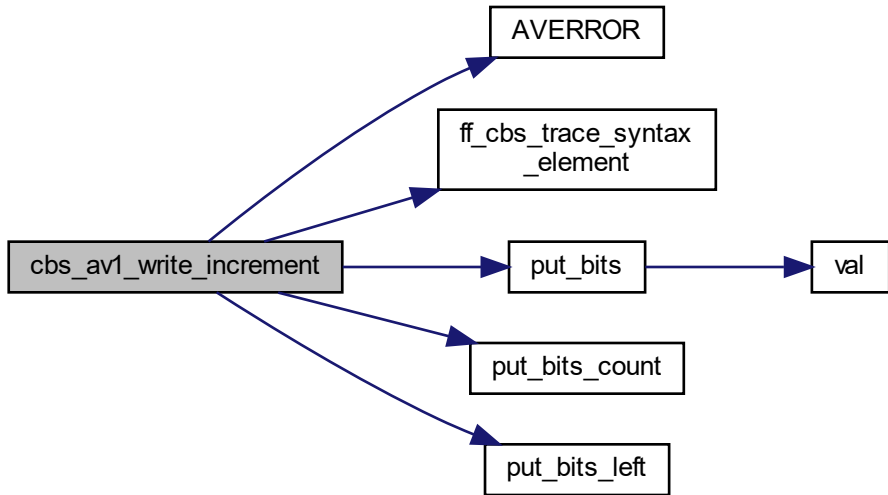 AVERROR
ff_cbs_trace_syntax
_element
cbs_av1_write_increment
put_bits
val
put_bits_count
put_bits_left